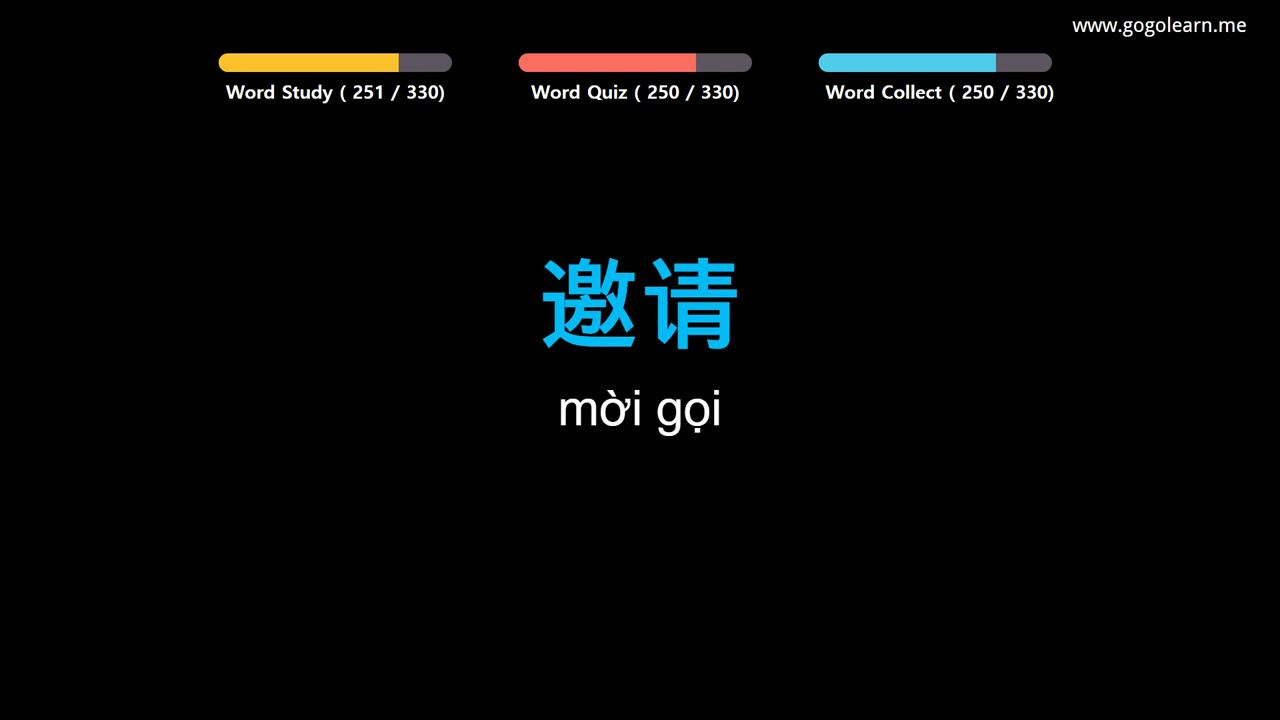 www.gogolearn.me
Word Study ( 251 / 330)
Word Quiz ( 250 / 330)
Word Collect ( 250 / 330)
邀请
mời gọi